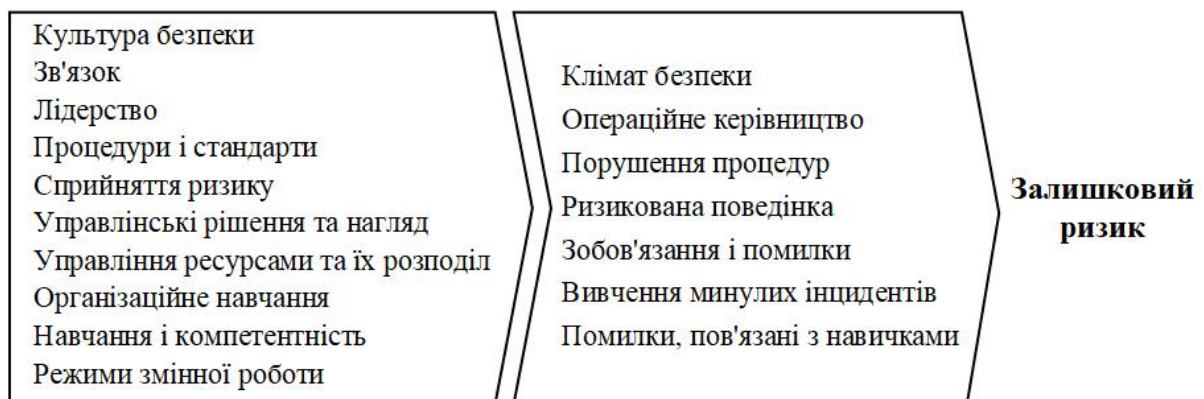 Культура безпеки
Зв'язок
Лідерство
Процедури і стандарти
Сприйняття ризику
Управлінські рішення та нагляд
Управління ресурсами та їх розподіл
Організаційне навчання
Навчання і компетентність
Режими змінної роботи
Клімат безпеки
Операційне керівництво
Порушення процедур
Ризикована поведінка
Зобов'язання і помилки
Вивчення минулих інцидентів
Помилки, пов'язані з навичками
Залишковий
ризик